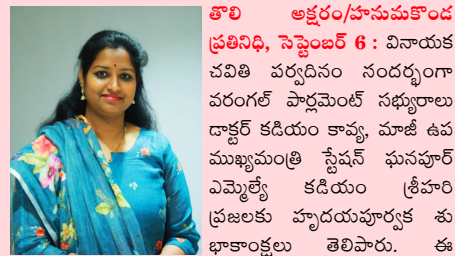 తొలి అక్షరం/హనుమకొండ
ప్రతినిధి, సెప్టెంబర్ 6 : వినాయక
చవితి పర్వదినం సందర్భంగా
వరంగల్ పార్లమెంట్ సభ్యురాలు
డాక్టర్ కడియం కావ్య, మాజీ ఉప
ముఖ్యమంత్రి స్టేషన్ ఘనపూర్
ఎమ్మెల్యే కడియం శ్రీహరి
ప్రజలకు హృదయపూర్వక శు
భాకాంక్షలు తెలిపారు. ఈ